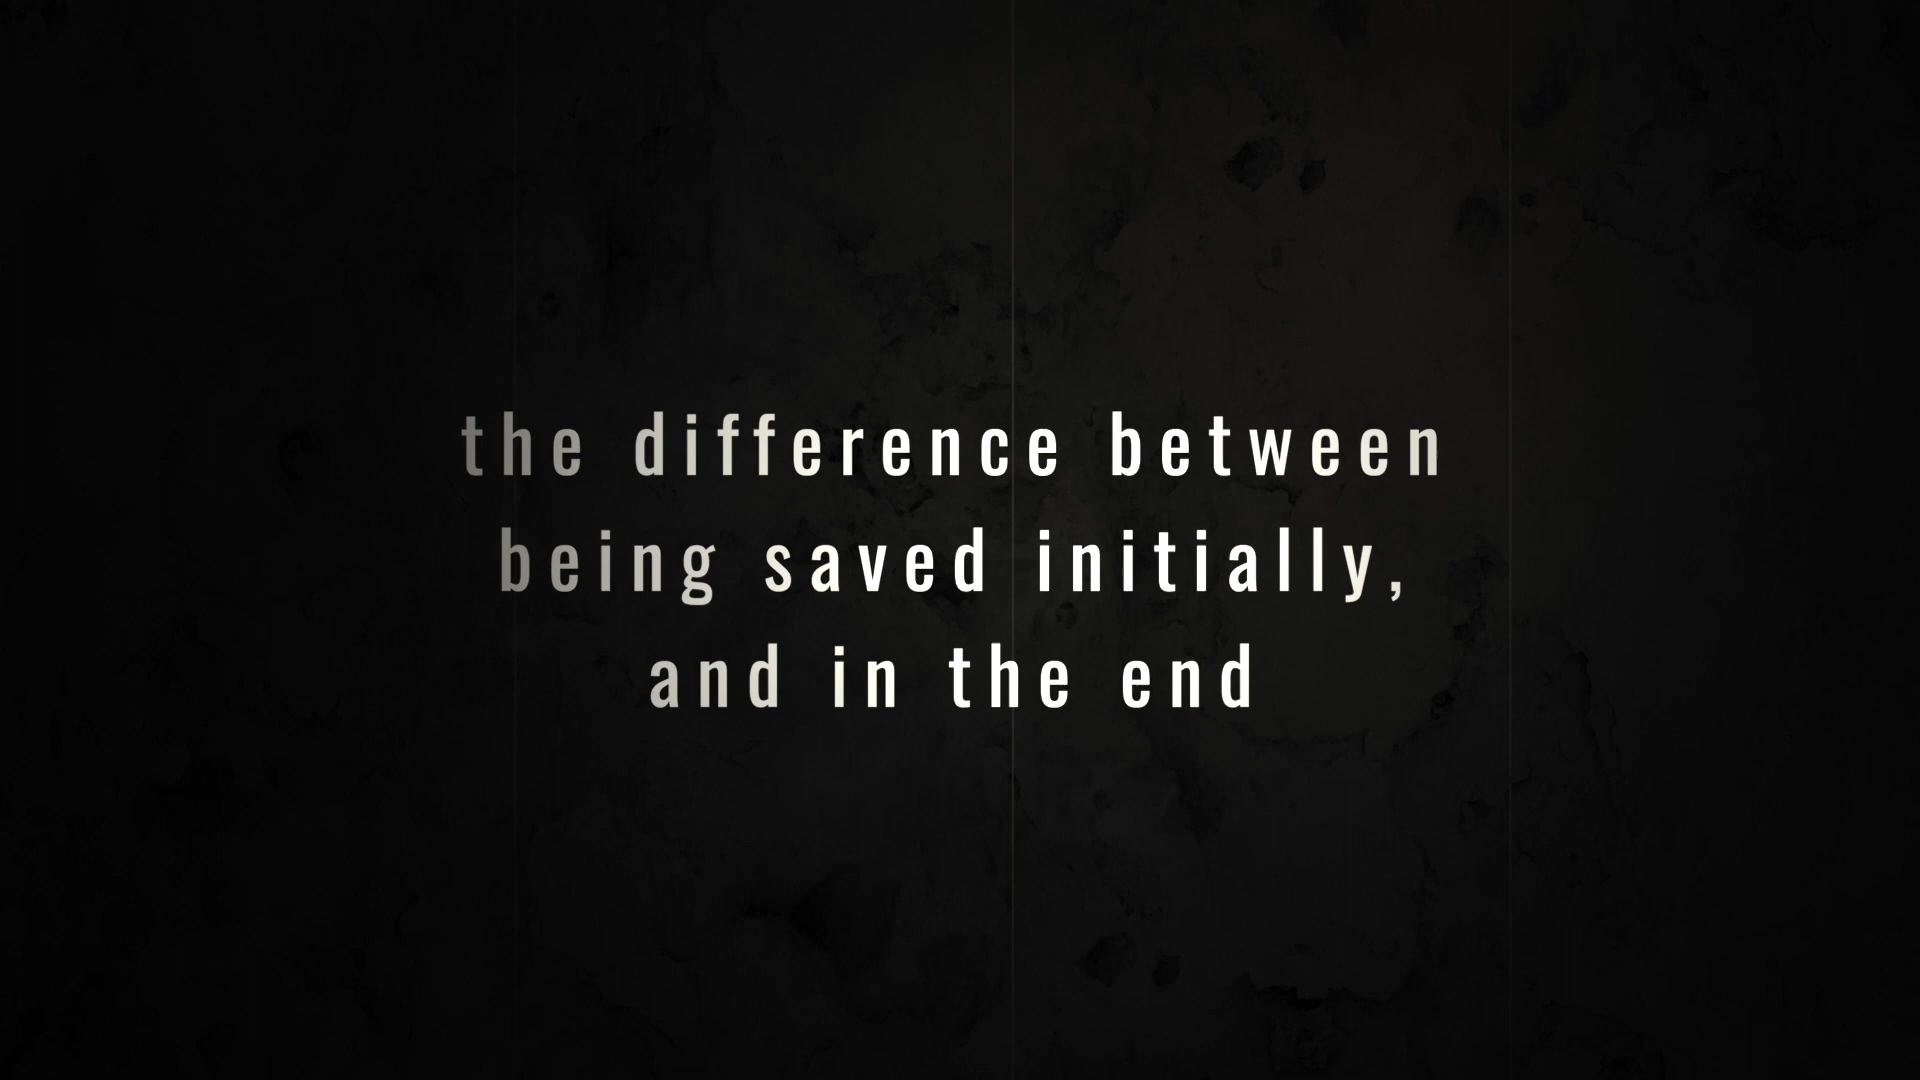 the difference between
being saved initially,
and in the end